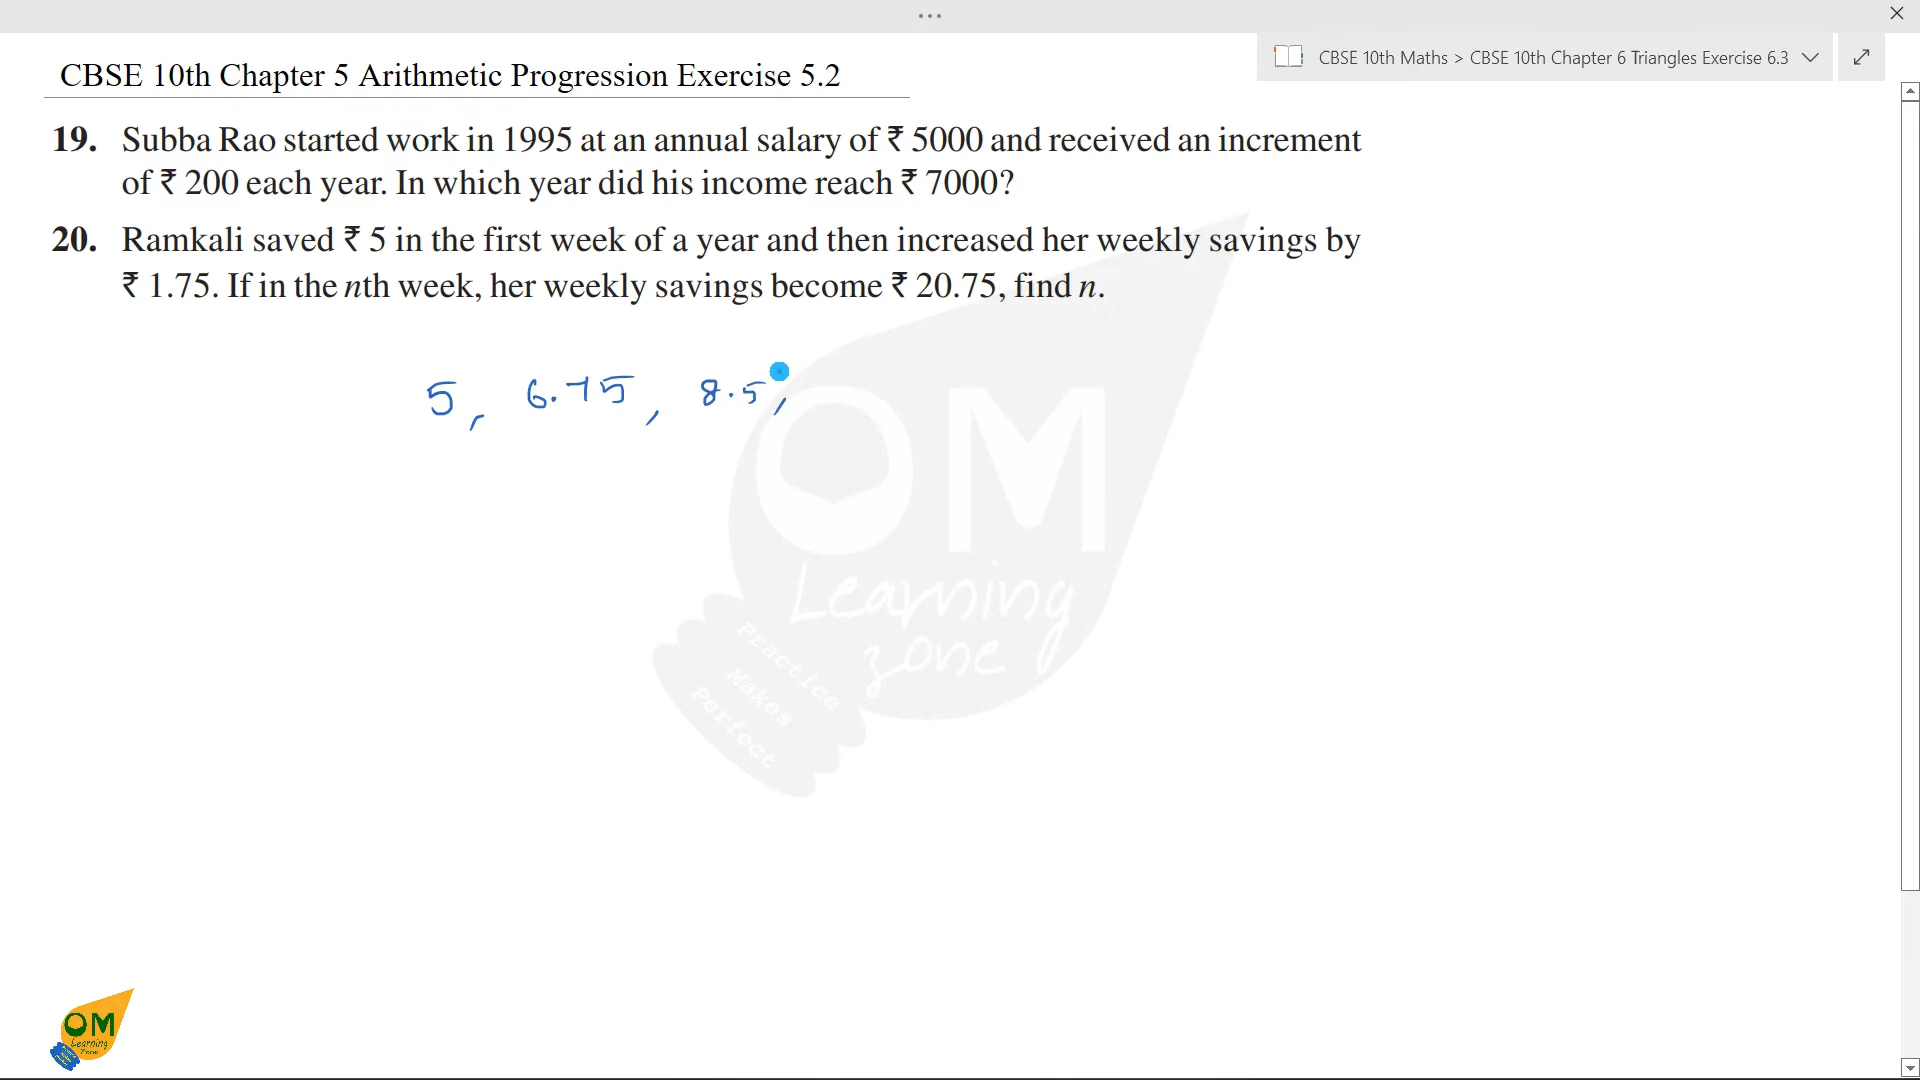 ...
CBSE 10th Maths > CBSE 10th Chapter 6 Triangles Exercise 6.3
CBSE 10th Chapter 5 Arithmetic Progression Exercise 5.2
19. Subba Rao started work in 1995 at an annual salary of ₹ 5000 and received an increment
of ₹ 200 each year. In which year did his income reach ₹ 7000?
20. Ramkali saved ₹ 5 in the first week of a year and then increased her weekly savings by
₹ 1.75. If in the nth week, her weekly savings become ₹ 20.75, find n.
5, 6.75, 8.5,
OM
Learning
zone
Practice
Makes
Perfect
OM
Learning
Zone